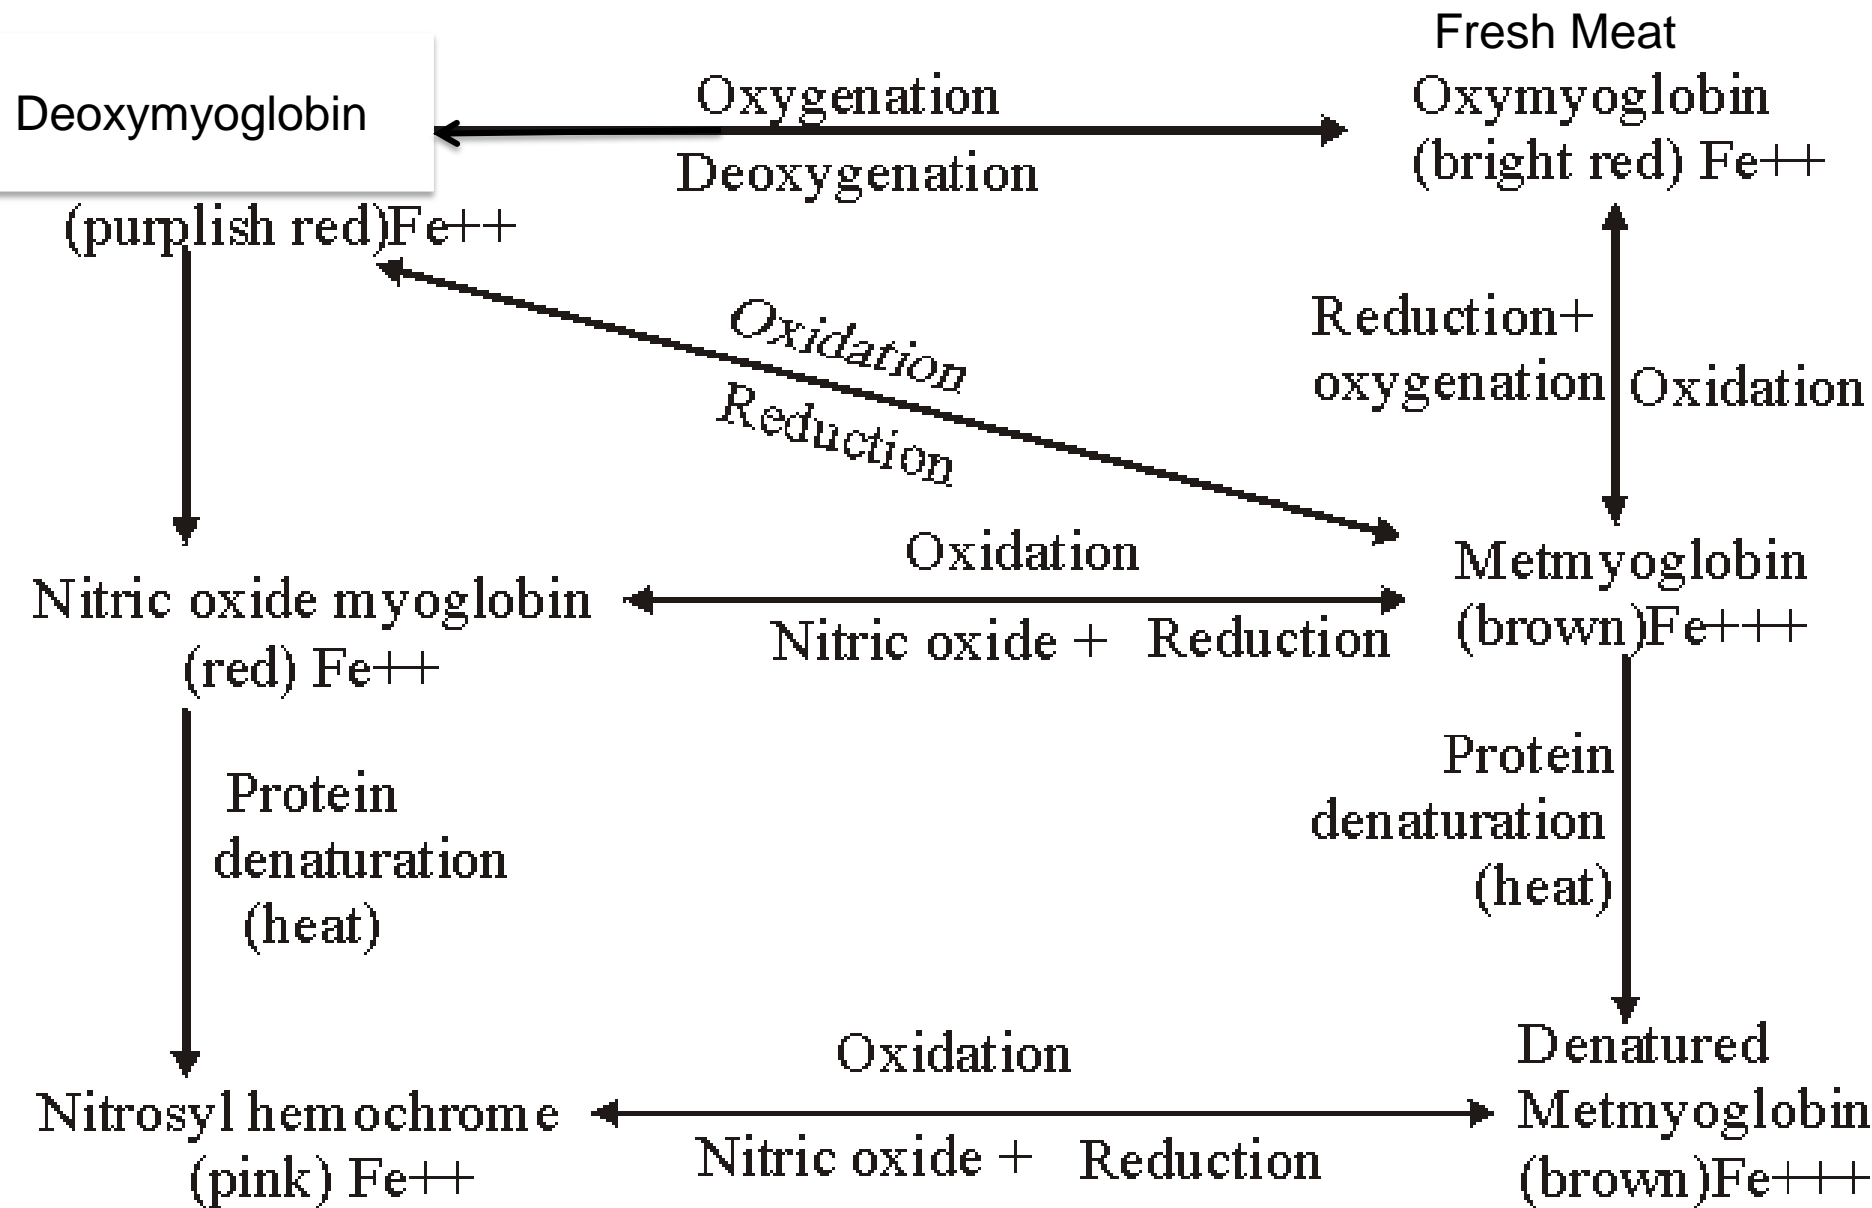 Fresh Meat
Deoxymyoglobin
Oxygenation
Oxymyoglobin
Deoxygenation
(bright red) Fe++
(purplish red)Fe++
Oxidation
Reduction
Reduction+
oxygenation
Oxidation
Oxidation
Nitric oxide + Reduction
Metmyoglobin
(brown)Fe+++
Nitric oxide myoglobin
(red) Fe++
Protein
denaturation
(heat)
Protein
denaturation
(heat)
Oxidation
Nitric oxide + Reduction
Nitrosyl hemochrome
(pink) Fe++
Denatured
Metmyoglobin
(brown)Fe+++